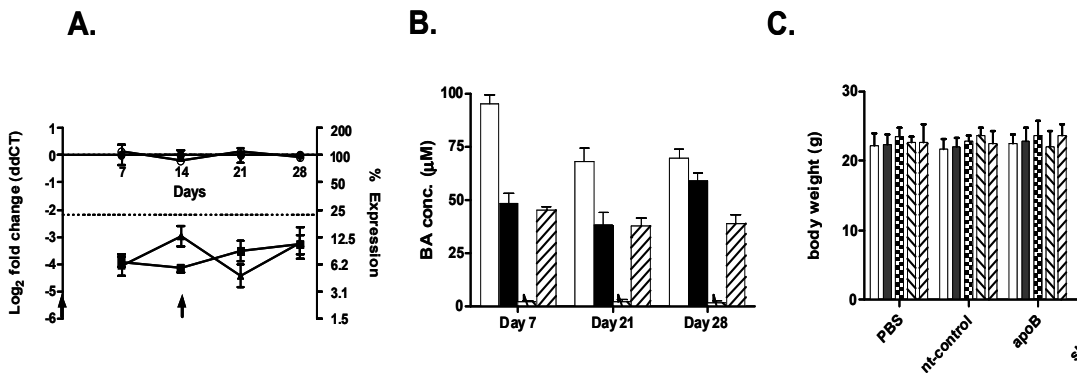 A.
Log2 fold change (ddCT)
1
0
-1
-2
-3
-4
-5
-6
7
14
21
28
Days
200
100
50
25
12.5
6.2
3.1
1.5
% Expression
B.
BA conc. (µM)
100
75
50
25
0
Day 7
Day 21
Day 28
C.
body weight (g)
30
20
10
0
PBS
nt-control
apoB